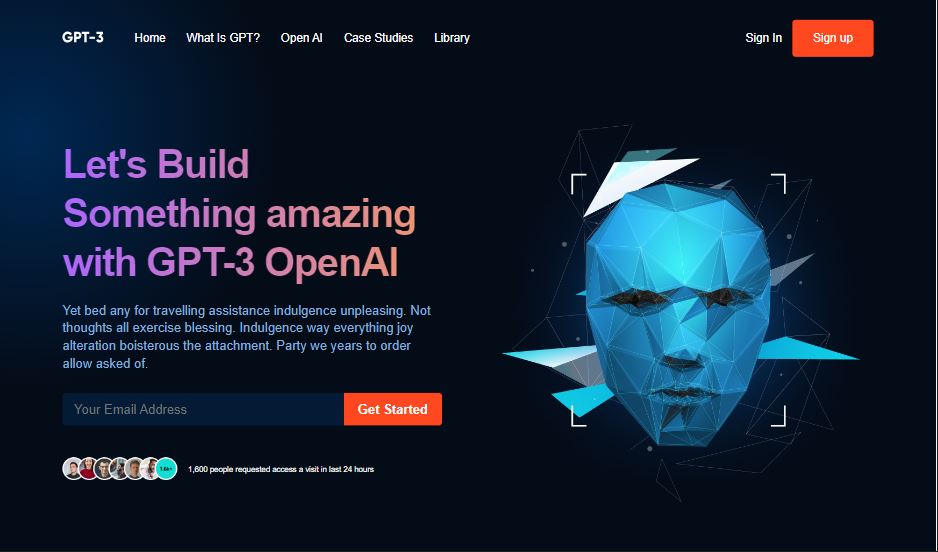 GPT-3
Home
What Is GPT?
Open AI
Case Studies
Library
Sign In
Sign up
Let's Build
Something amazing
with GPT-3 OpenAI
Yet bed any for travelling assistance indulgence unpleasing. Not
thoughts all exercise blessing. Indulgence way everything joy
alteration boisterous the attachment. Party we years to order
allow asked of.
Your Email Address
Get Started
1,600 people requested access a visit in last 24 hours